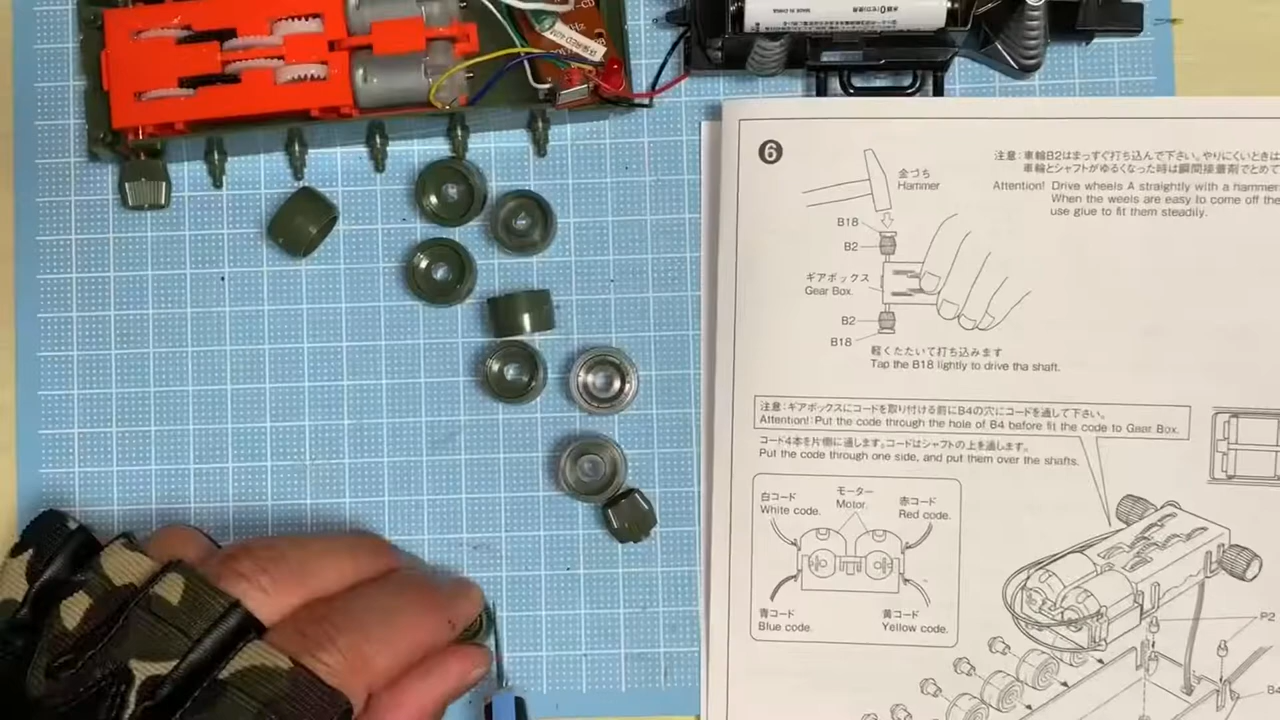 MADE IN CHINA
6
金づち
Hammer
B18
B2
ギアボックス
Gear Box.
B2
B18
軽くたたいて打ち込みます
Tap the B18 lightly to drive tha shaft.
注意：車輪B2はまっすぐ打ち込んで下さい。やりにくいときは
車輪とシャフトがゆるくなった時は瞬間接着剤でとめて
Attention! Drive wheels A straightly with a hammer
When the weels are easy to come off the
use glue to fit them steadily.
注意：ギアボックスにコードを取り付ける前にB4の穴にコードを通して下さい。
Attention! Put the code through the hole of B4 before fit the code to Gear Box.
コード4本を片側に通します。コードはシャフトの上を通します。
Put the code through one side, and put them over the shafts.
白コード
White code.
モーター
Motor.
赤コード
Red code.
青コード
Blue code.
黄コード
Yellow code.
P2
B4